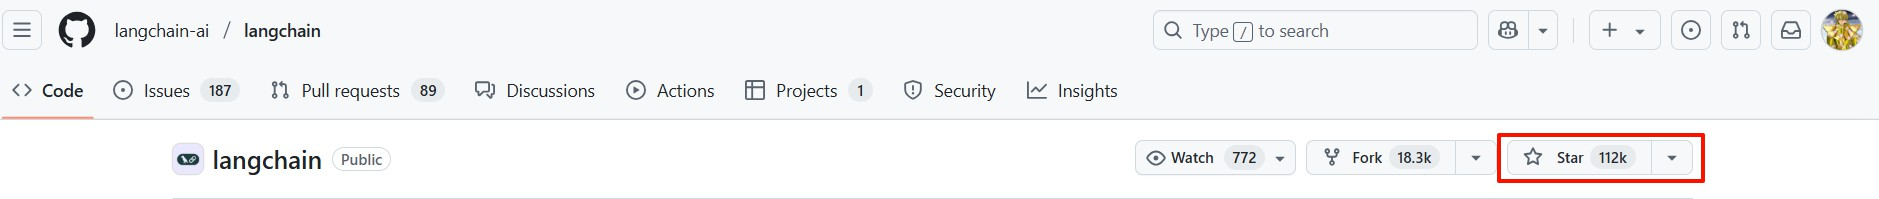 langchain-ai / langchain Type / to search
Code Issues 187 Pull requests 89 Discussions Actions Projects 1 Security Insights
langchain Public Watch 772 Fork 18.3k Star 112k